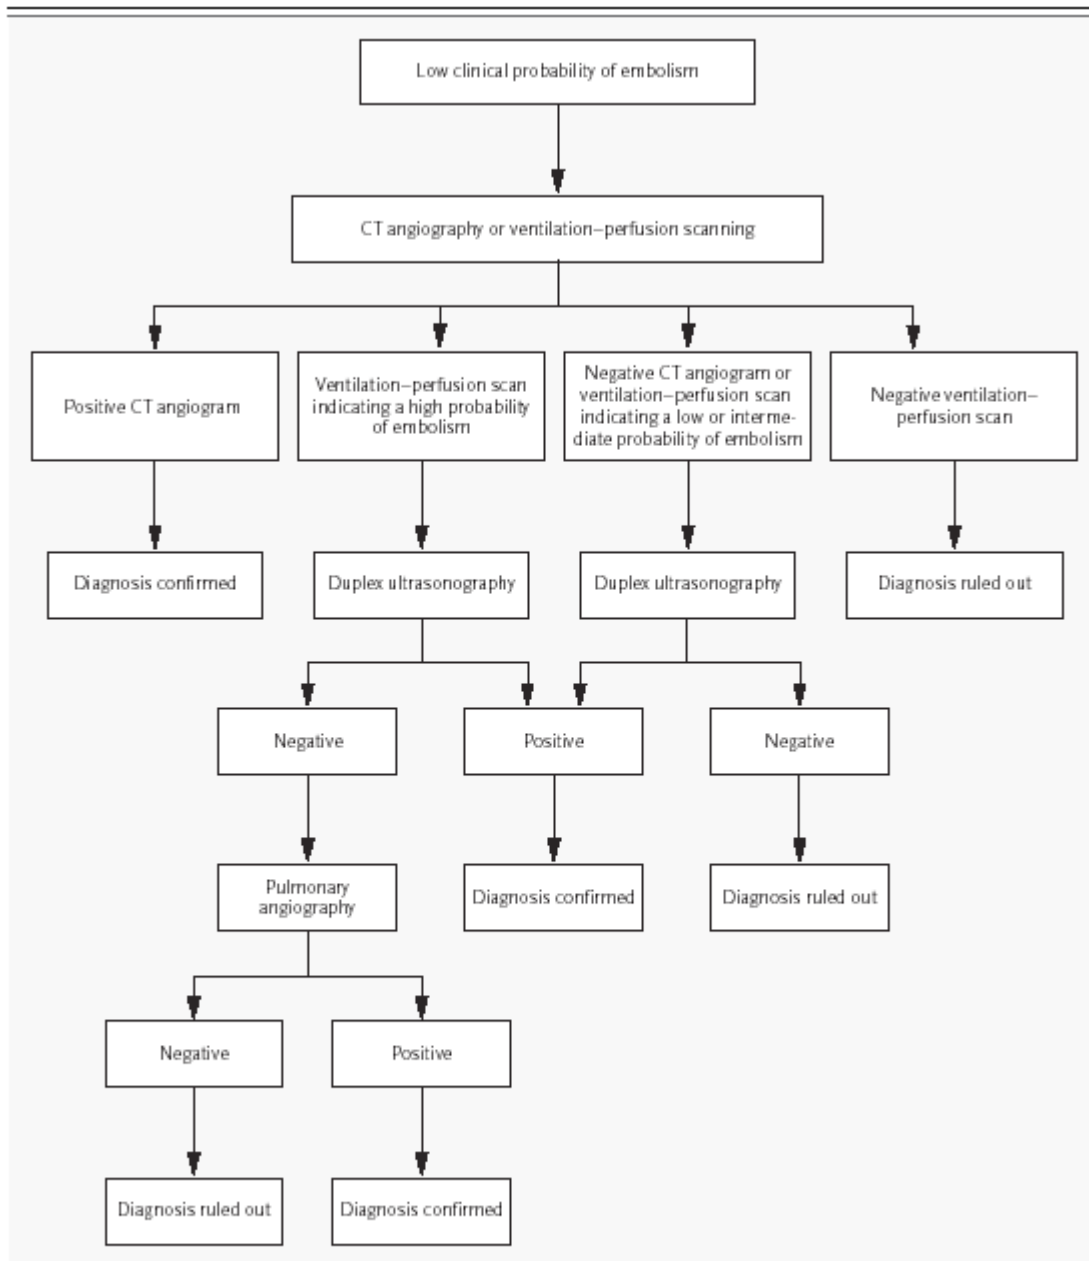 Low clinical probability of embolism
CT angiography or ventilation–perfusion scanning
Positive CT angiogram
Ventilation–perfusion scan
indicating a high probability
of embolism
Negative CT angiogram or
ventilation–perfusion scan
indicating a low or interme-
diate probability of embolism
Negative ventilation–
perfusion scan
Diagnosis confirmed
Duplex ultrasonography
Duplex ultrasonography
Diagnosis ruled out
Negative
Positive
Negative
Pulmonary
angiography
Diagnosis confirmed
Diagnosis ruled out
Negative
Positive
Diagnosis ruled out
Diagnosis confirmed